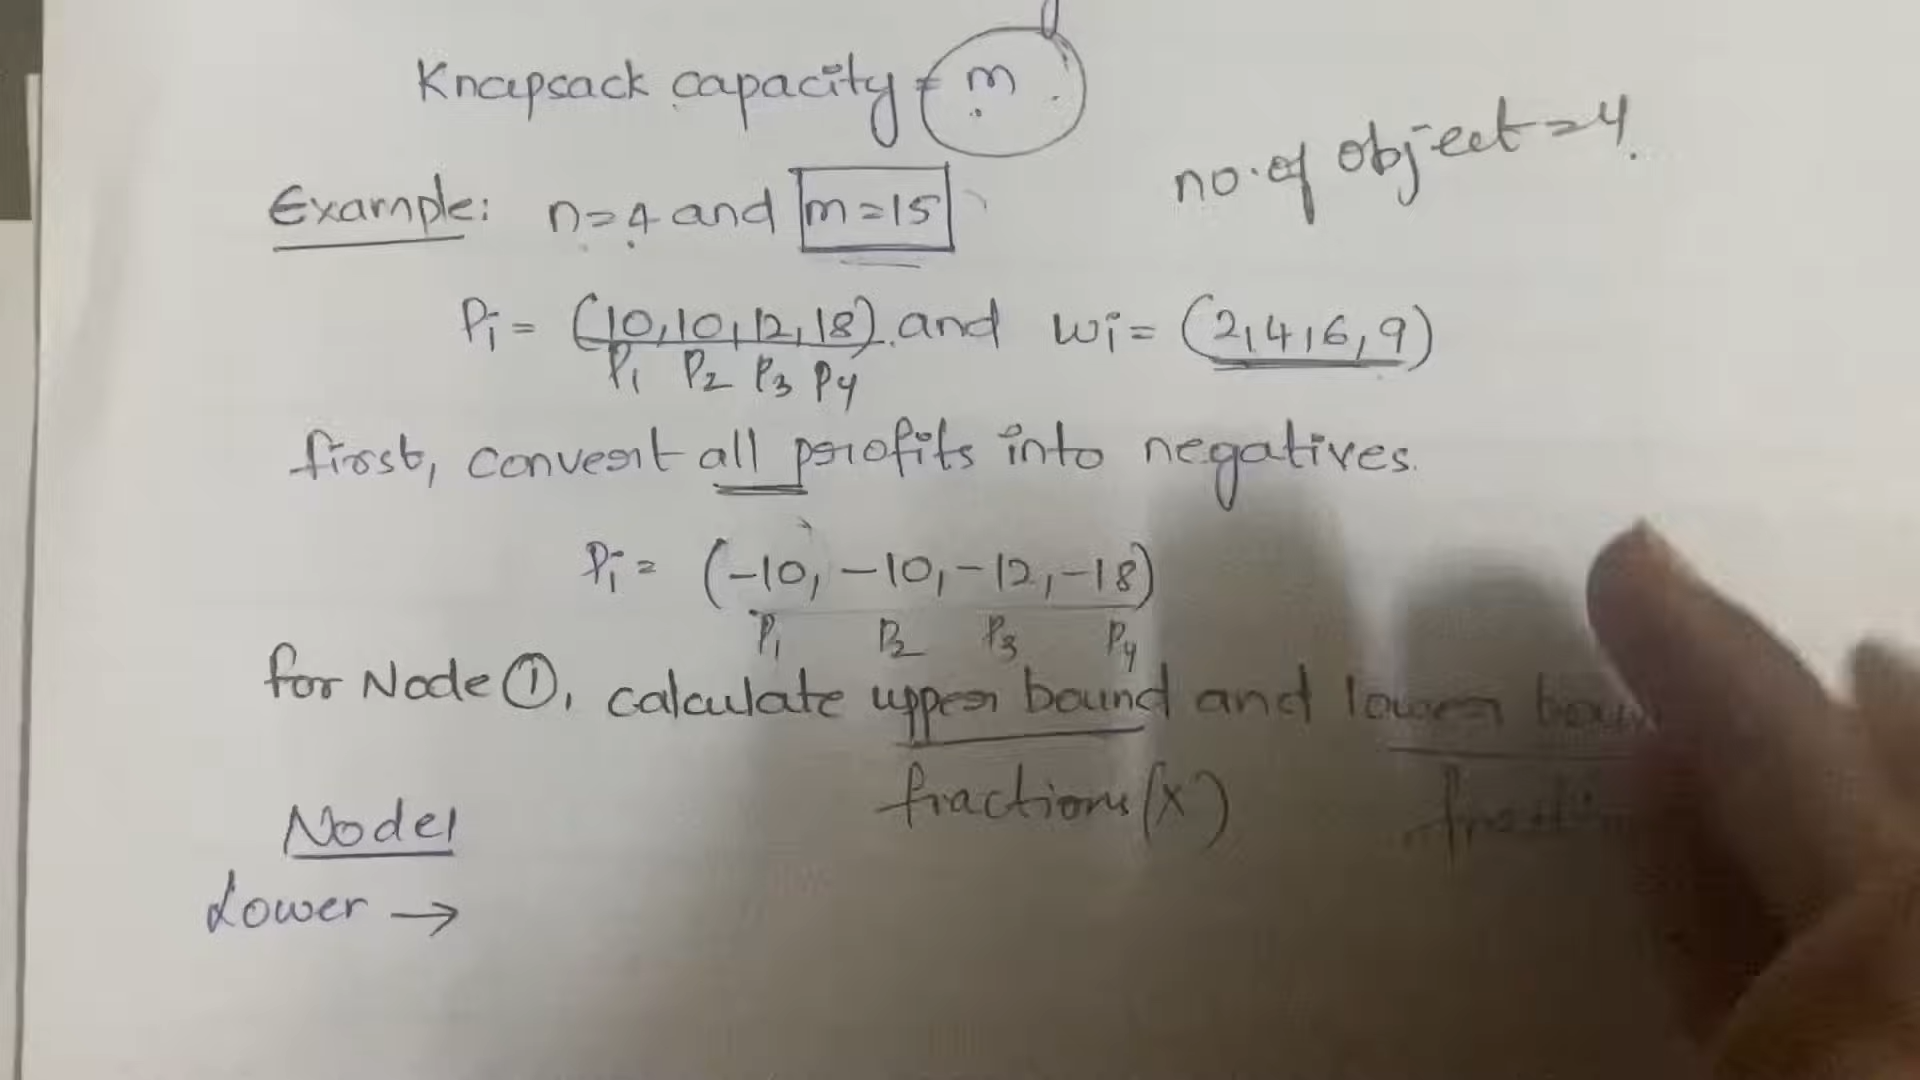 Knapsack capacity = m
no. of object = 4.
Example: n=4 and m=15
Pi = (10,10,12,18) and wi = (2,4,6,9)
P1 P2 P3 P4
first, convert all profits into negatives.
Pi = (-10, -10, -12, -18)
P1 P2 P3 P4
for Node ①, calculate upper bound and lower
fractions (x)
Node1
Lower →